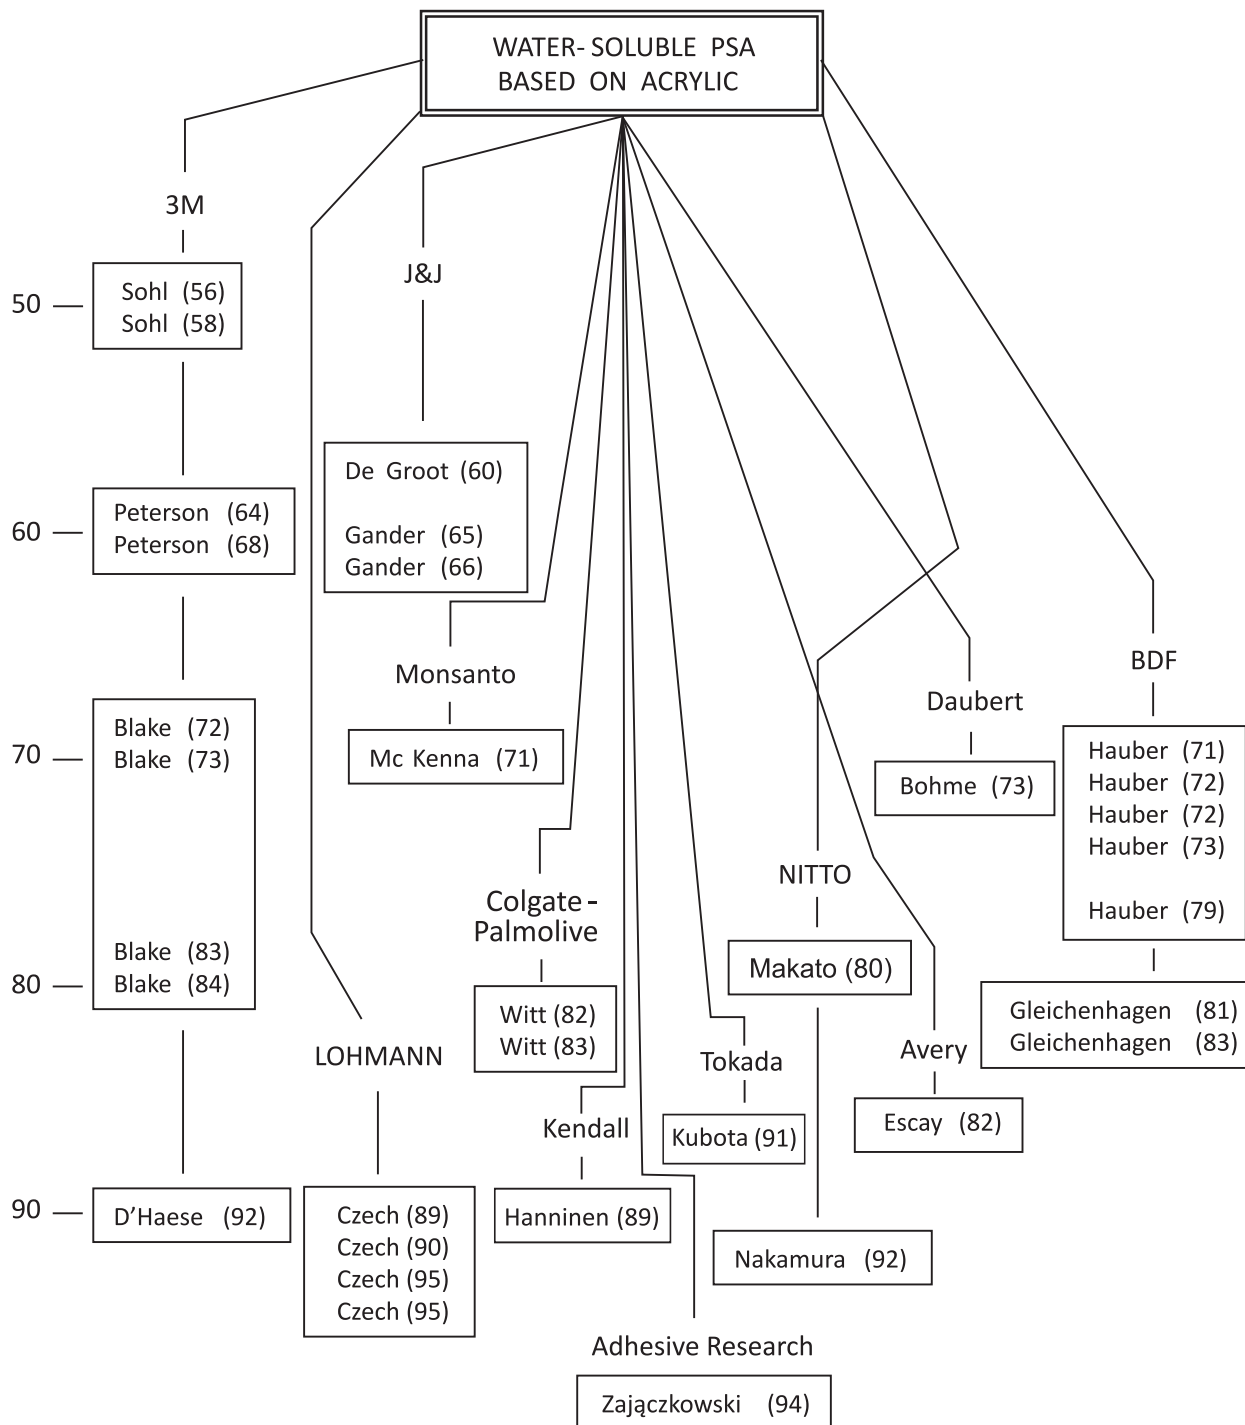 WATER- SOLUBLE PSA
BASED ON ACRYLIC
3M
50
Sohl (56)
Sohl (58)
60
Peterson (64)
Peterson (68)
70
Blake (72)
Blake (73)
Blake (83)
Blake (84)
80
90
D'Haese (92)
LOHMANN
Czech (89)
Czech (90)
Czech (95)
Czech (95)
J&J
De Groot (60)
Gander (65)
Gander (66)
Monsanto
Mc Kenna (71)
Colgate -
Palmolive
Witt (82)
Witt (83)
Kendall
Hanninen (89)
Adhesive Research
Zajączkowski (94)
Tokada
Kubota (91)
NITTO
Makato (80)
Nakamura (92)
Avery
Escay (82)
Daubert
Bohme (73)
BDF
Hauber (71)
Hauber (72)
Hauber (72)
Hauber (73)
Hauber (79)
Gleichenhagen (81)
Gleichenhagen (83)